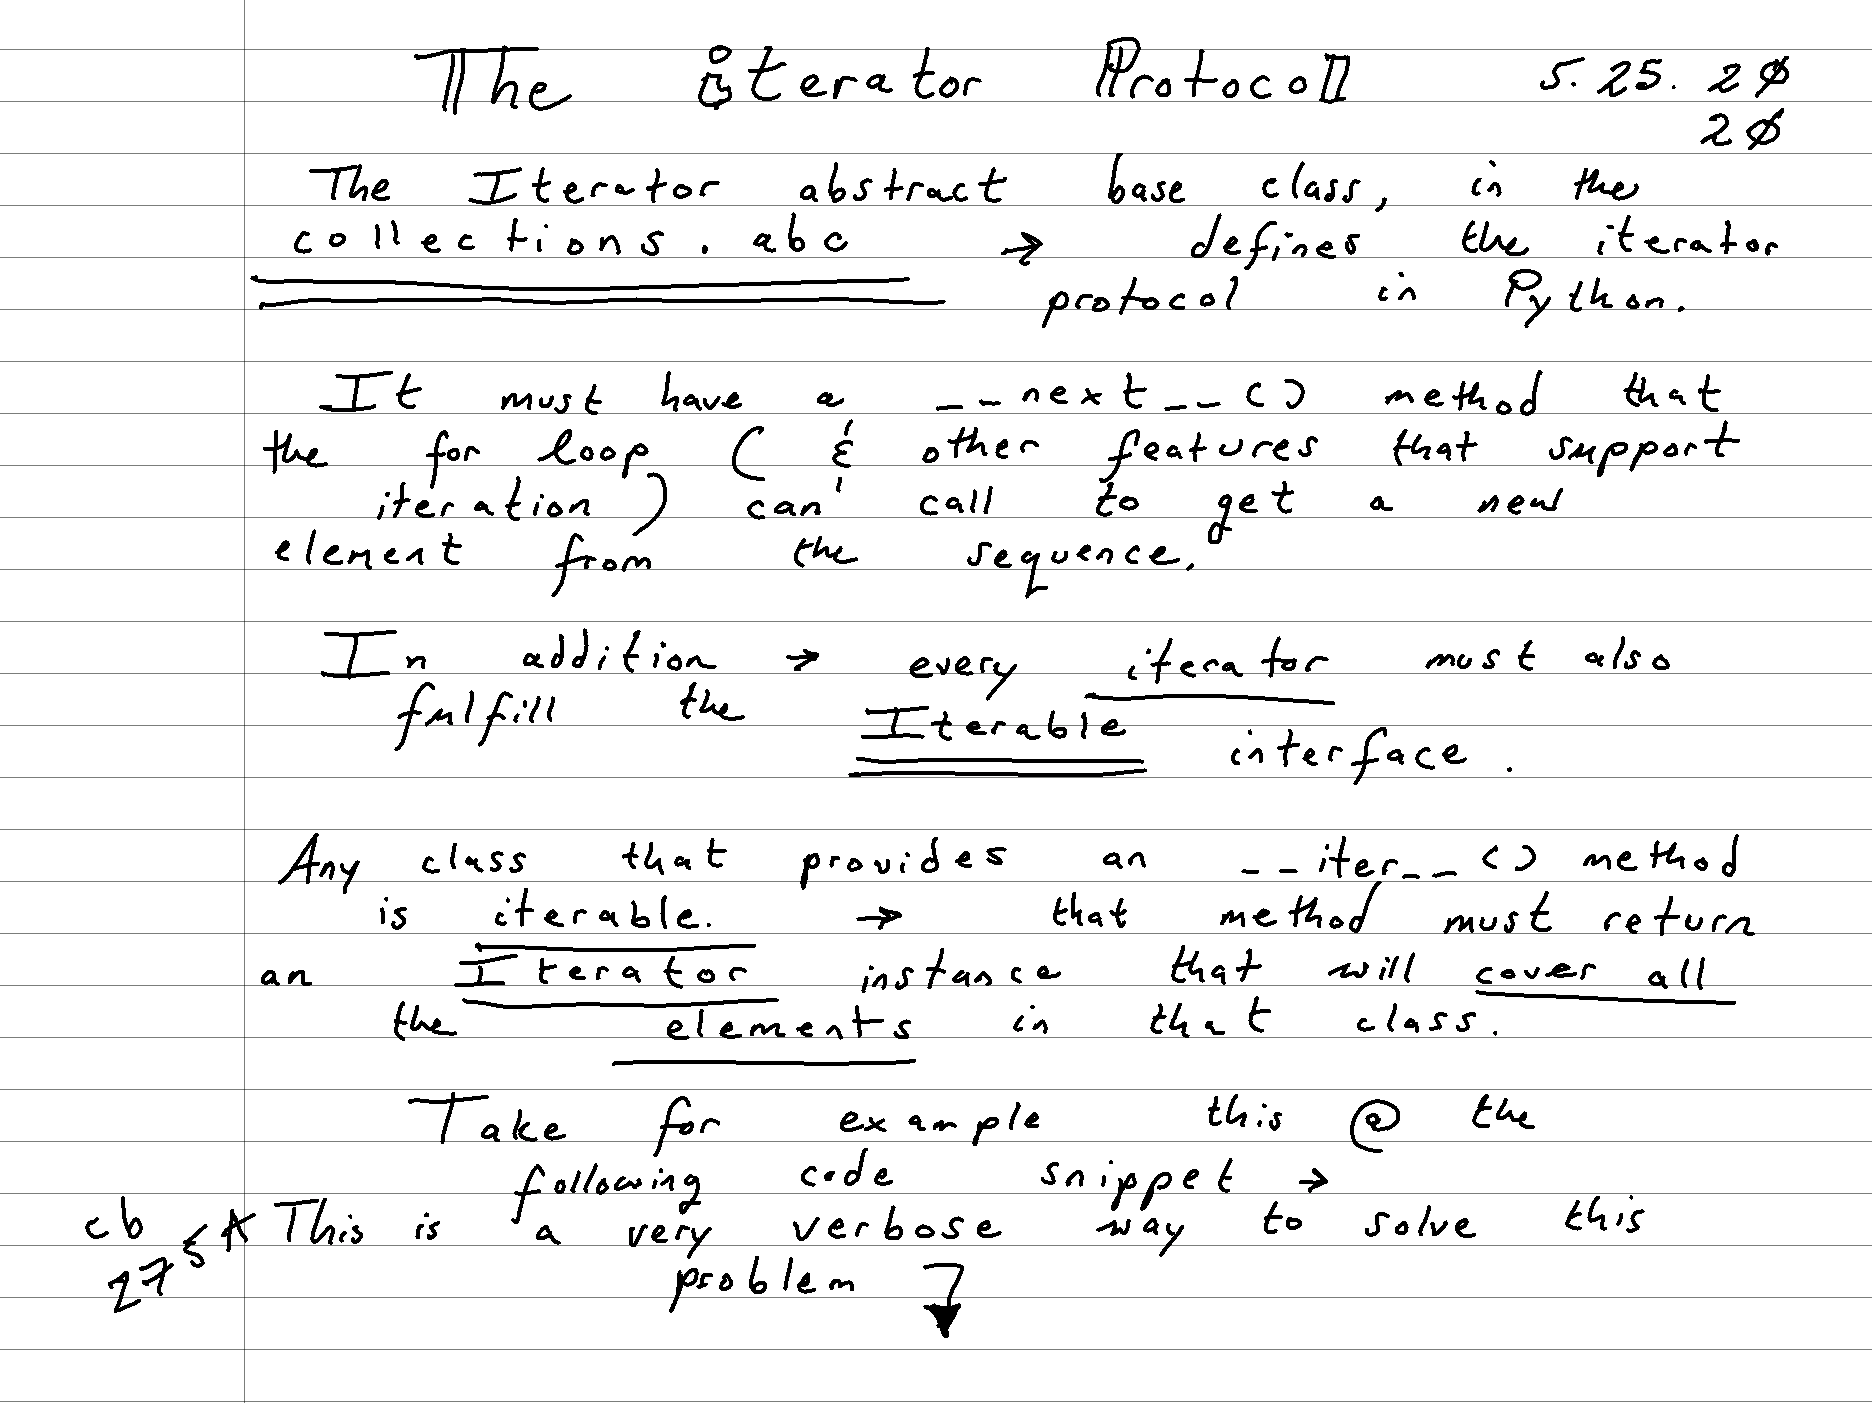 The iterator Protocol 5.25.20
20
The Iterator abstract base class, in the
collections.abc → defines the iterator
protocol in Python.
It must have a __next__() method that
the for loop ( & other features that support
iteration ) can call to get a new
element from the sequence.
In addition → every iterator must also
fulfill the Iterable interface.
Any class that provides an __iter__() method
is iterable. → that method must return
an Iterator instance that will cover all
the elements in that class.
Take for example this @ the
following code snippet →
cb This is a very verbose way to solve this
275 problem